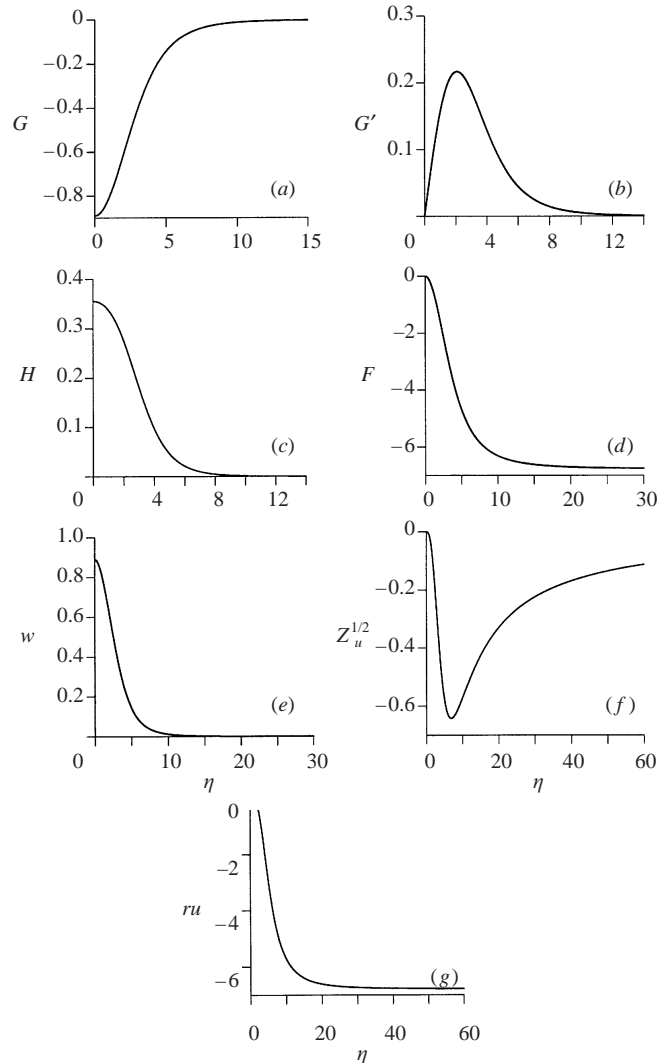 0
−0.2
−0.4
G
−0.6
−0.8
(a)
0 5 10 15
0.3
0.2
G′
0.1
(b)
0 4 8 12
0.4
0.3
H 0.2
0.1
(c)
0 4 8 12
0
−2
F −4
−6
(d)
0 10 20 30
1.0
0.8
0.6
w
0.4
0.2
(e)
0 10 20 30
η
0
−0.2
Z_u^{1/2}
−0.4
−0.6
(f)
0 20 40 60
η
0
−2
ru −4
−6
(g)
0 20 40 60
η